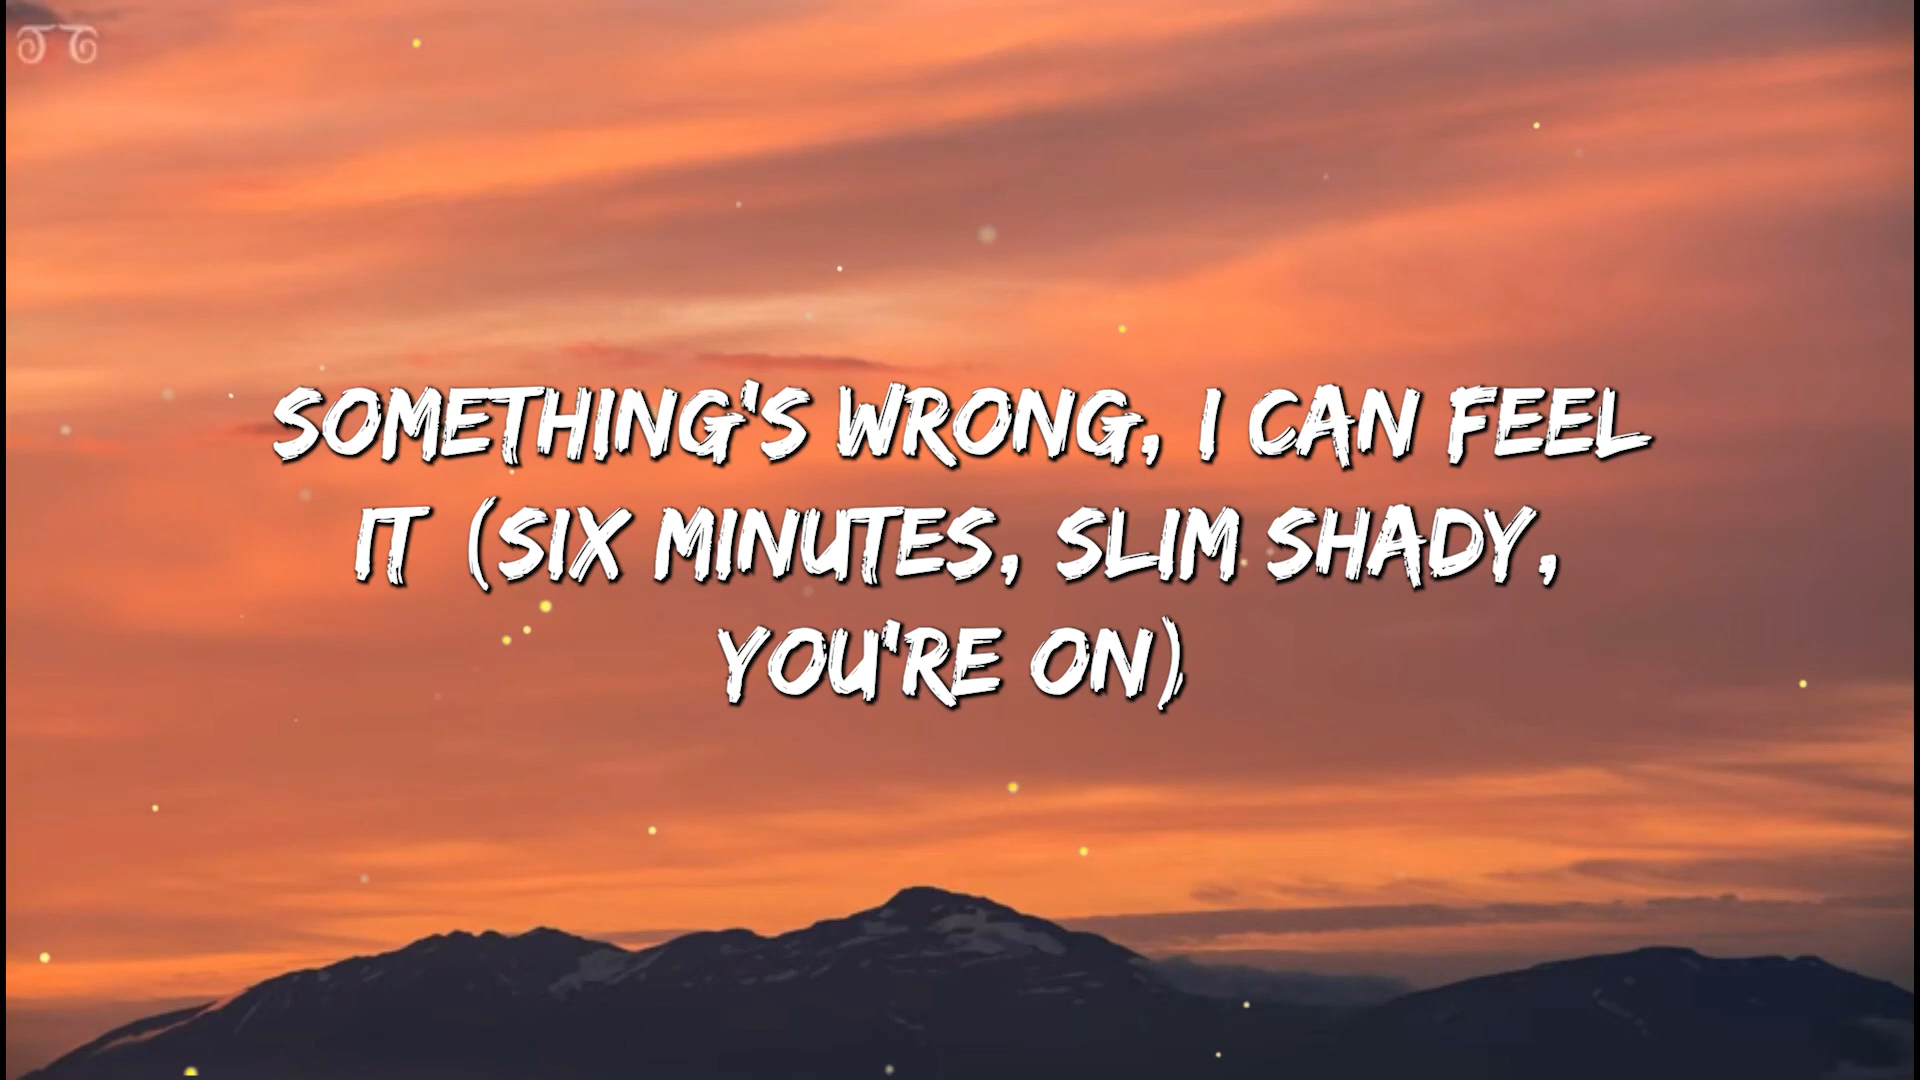 SOMETHING'S WRONG, I CAN FEEL
IT (SIX MINUTES, SLIM SHADY,
YOU'RE ON)